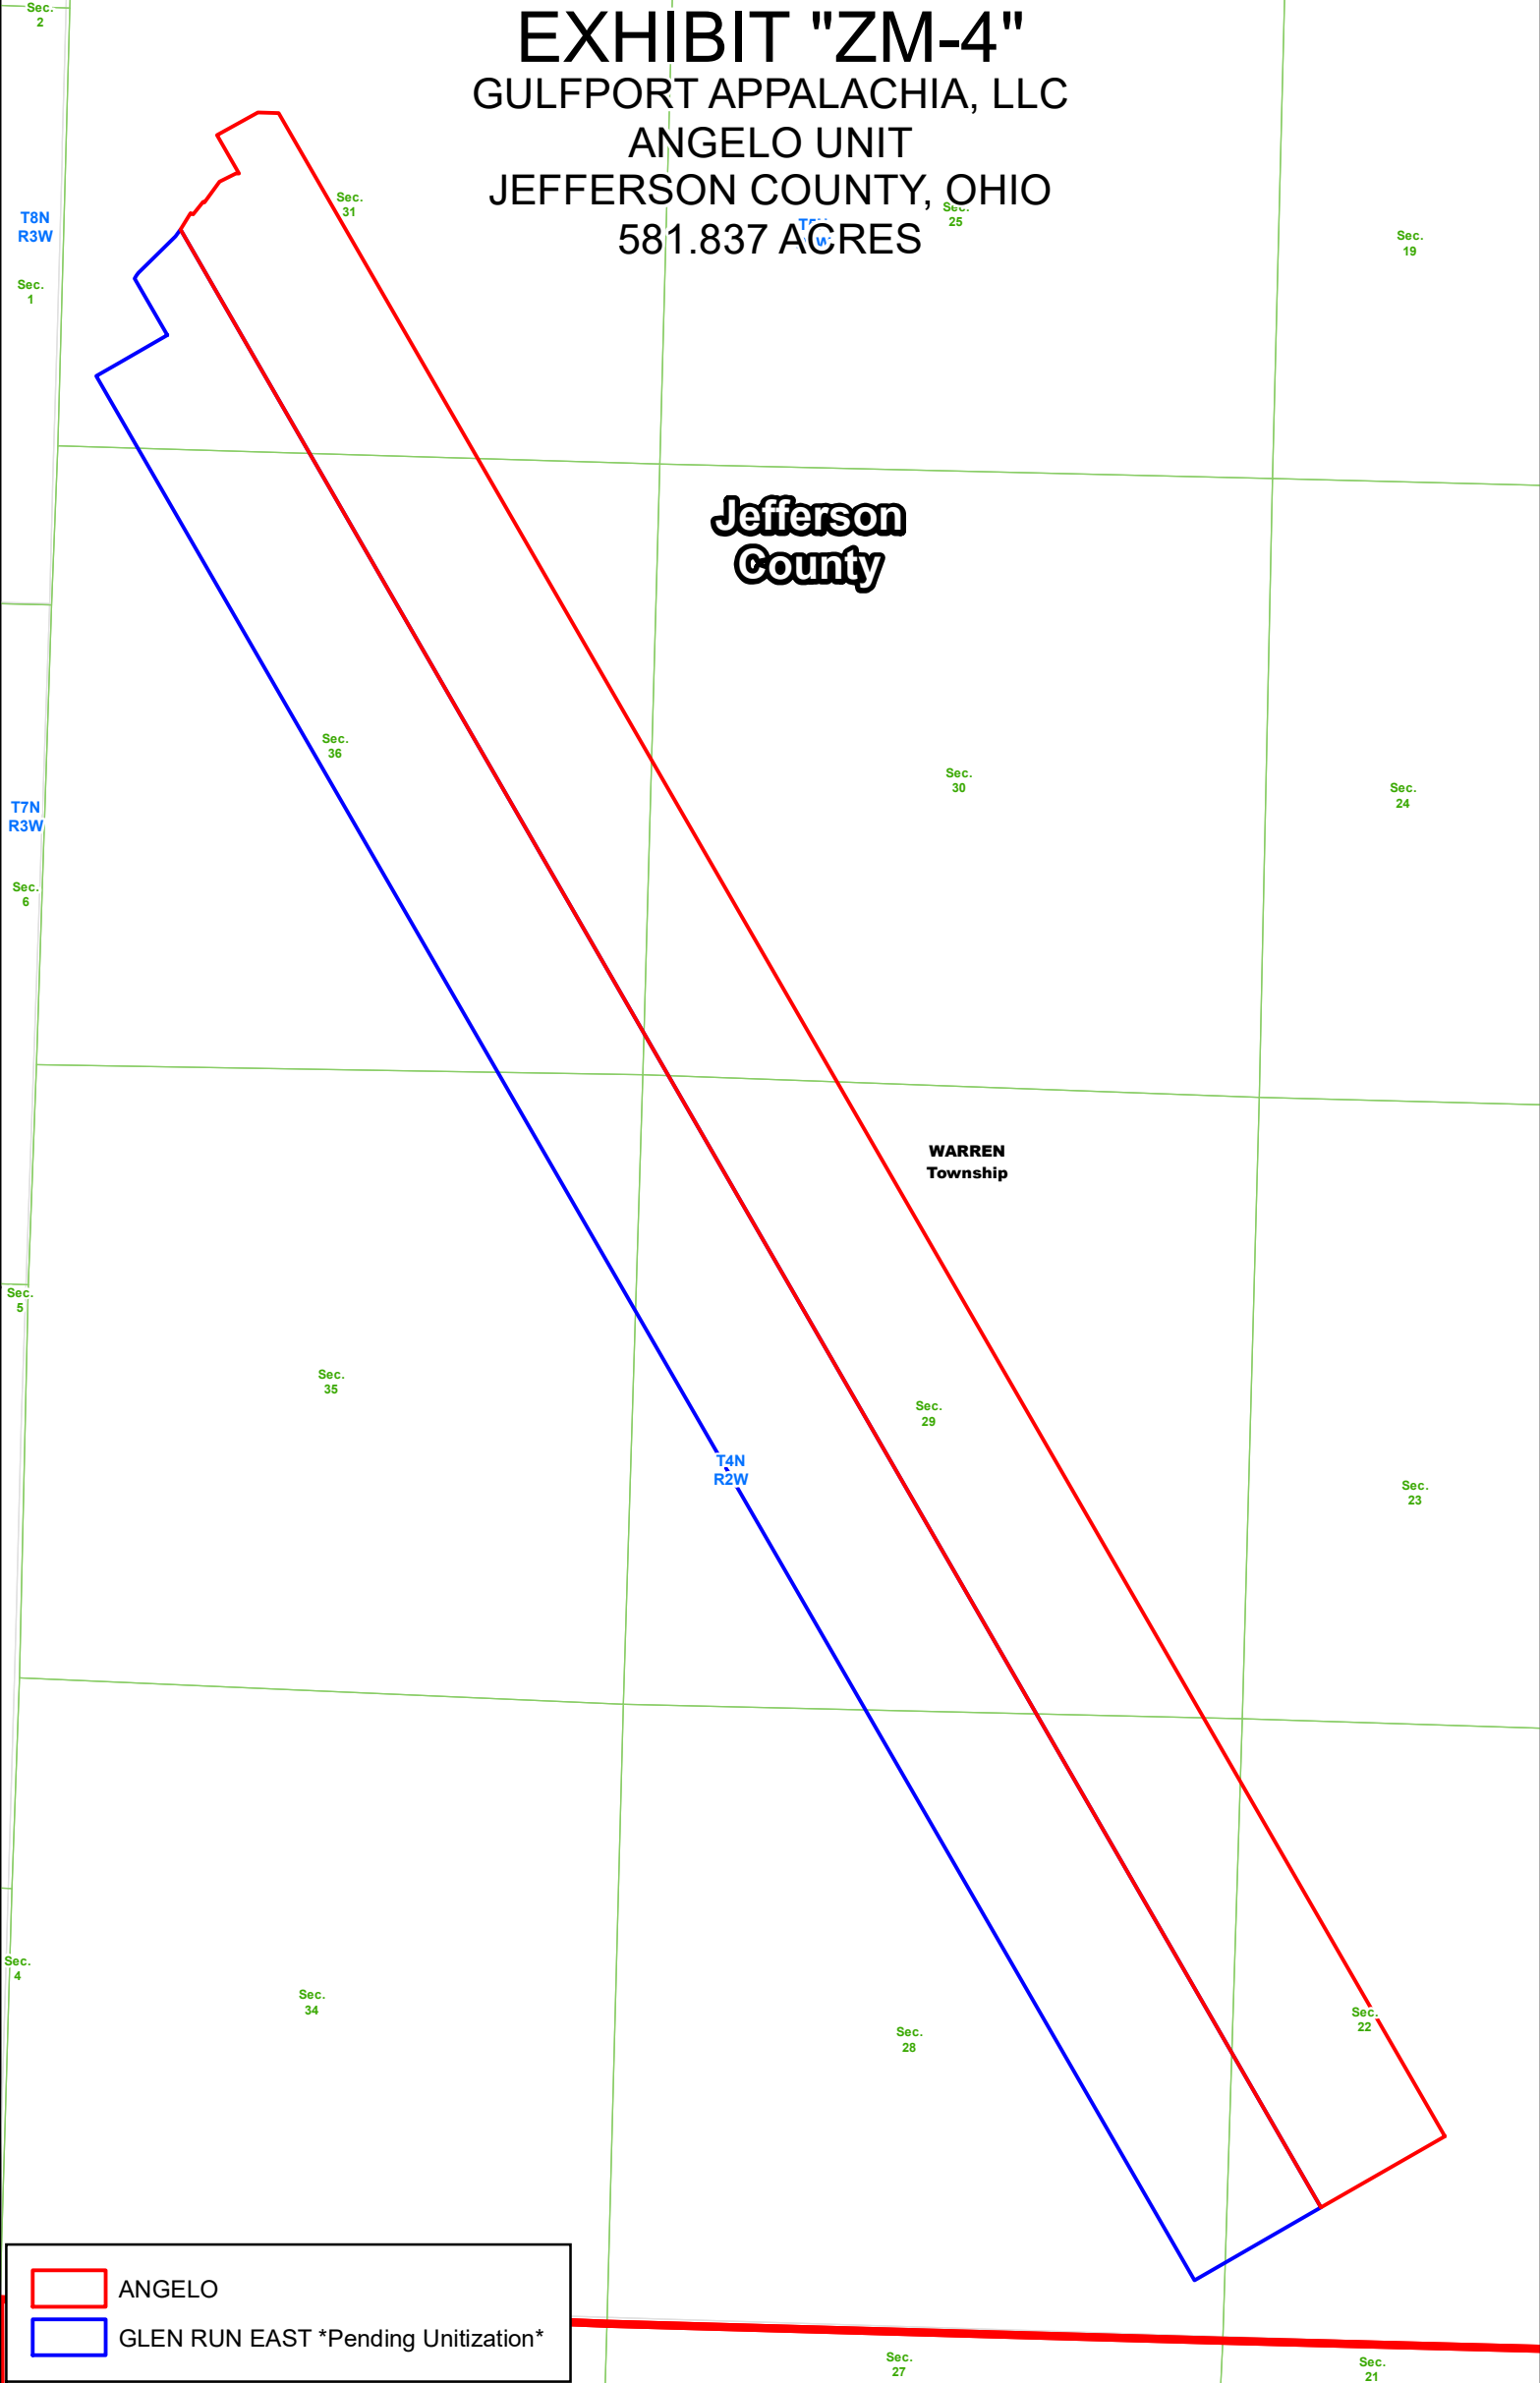 EXHIBIT "ZM-4"
GULFPORT APPALACHIA, LLC
ANGELO UNIT
JEFFERSON COUNTY, OHIO
581.837 ACRES
Sec.
2
T8N
R3W
Sec.
1
Sec.
31
Sec.
25
Sec.
19
Jefferson
County
Sec.
36
Sec.
30
Sec.
24
T7N
R3W
Sec.
6
WARREN
Township
Sec.
5
Sec.
35
Sec.
29
T4N
R2W
Sec.
23
Sec.
4
Sec.
34
Sec.
28
Sec.
22
ANGELO
GLEN RUN EAST *Pending Unitization*
Sec.
27
Sec.
21